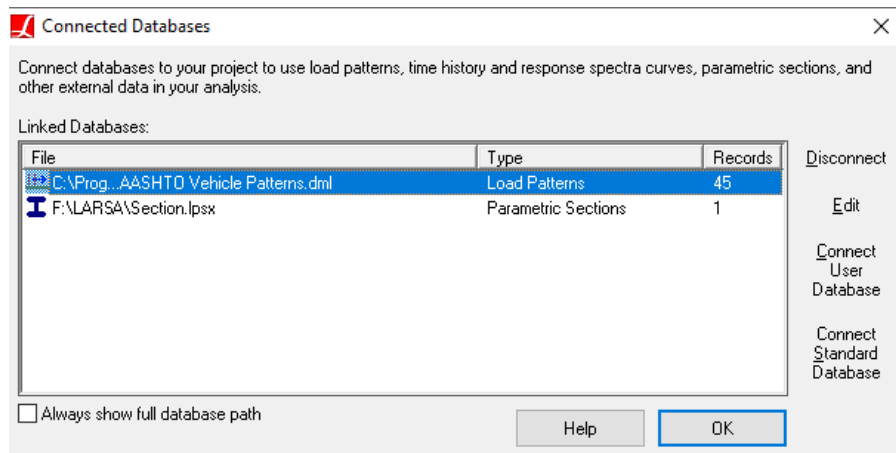 Connected Databases
Connect databases to your project to use load patterns, time history and response spectra curves, parametric sections, and
other external data in your analysis.
Linked Databases:
File Type Records
C:\Prog...AASHTO Vehicle Patterns.dml Load Patterns 45
F:\LARSA\Section.lpsx Parametric Sections 1
Disconnect
Edit
Connect
User
Database
Connect
Standard
Database
Always show full database path
Help OK